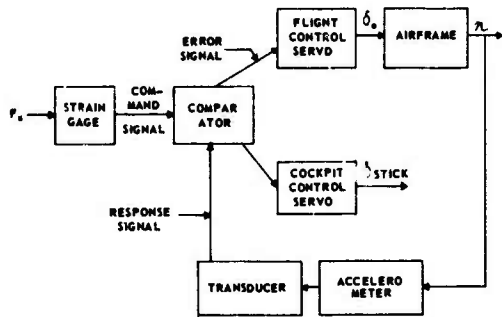 FLIGHT
CONTROL
SERVO
δₑ
AIRFRAME
n
ERROR
SIGNAL
STRAIN
GAGE
COM-
MAND
SIGNAL
COMPAR
ATOR
COCKPIT
CONTROL
SERVO
STICK
RESPONSE
SIGNAL
TRANSDUCER
ACCELERO
METER